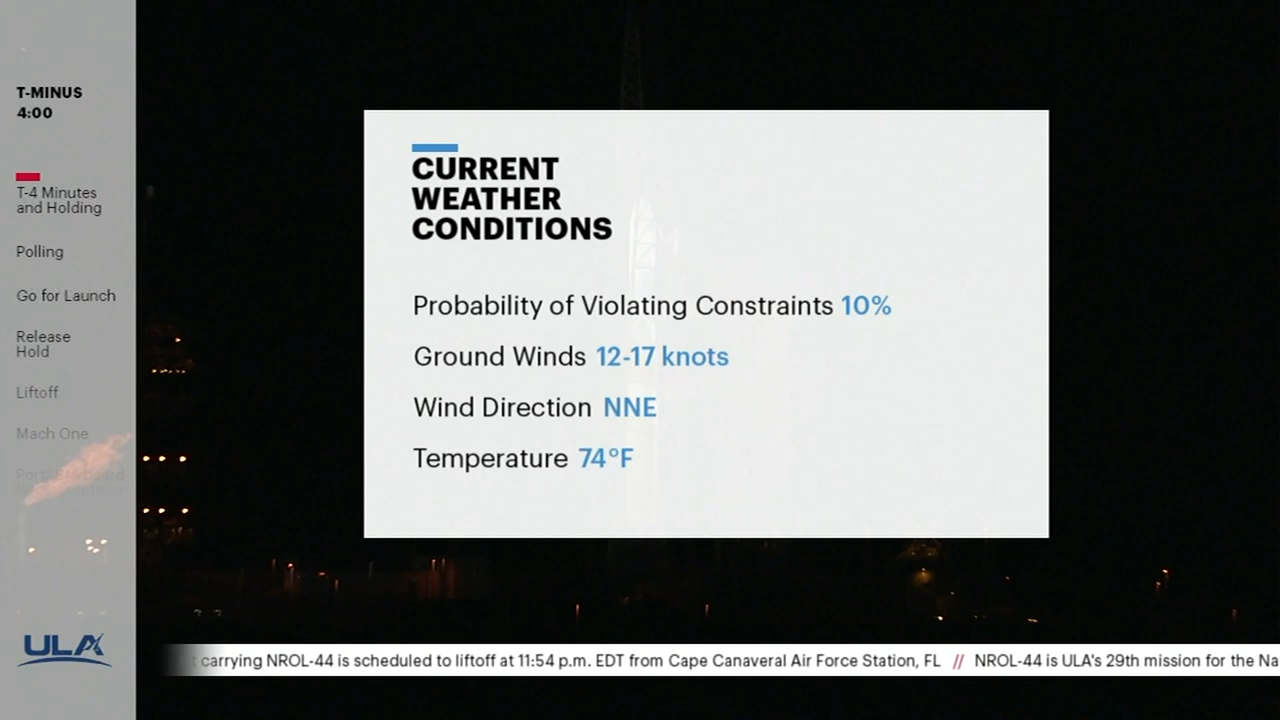 T-MINUS
4:00
T-4 Minutes
and Holding
Polling
Go for Launch
Release
Hold
Liftoff
Mach One
ULA
CURRENT
WEATHER
CONDITIONS
Probability of Violating Constraints 10%
Ground Winds 12-17 knots
Wind Direction NNE
Temperature 74°F
carrying NROL-44 is scheduled to liftoff at 11:54 p.m. EDT from Cape Canaveral Air Force Station, FL // NROL-44 is ULA's 29th mission for the Na